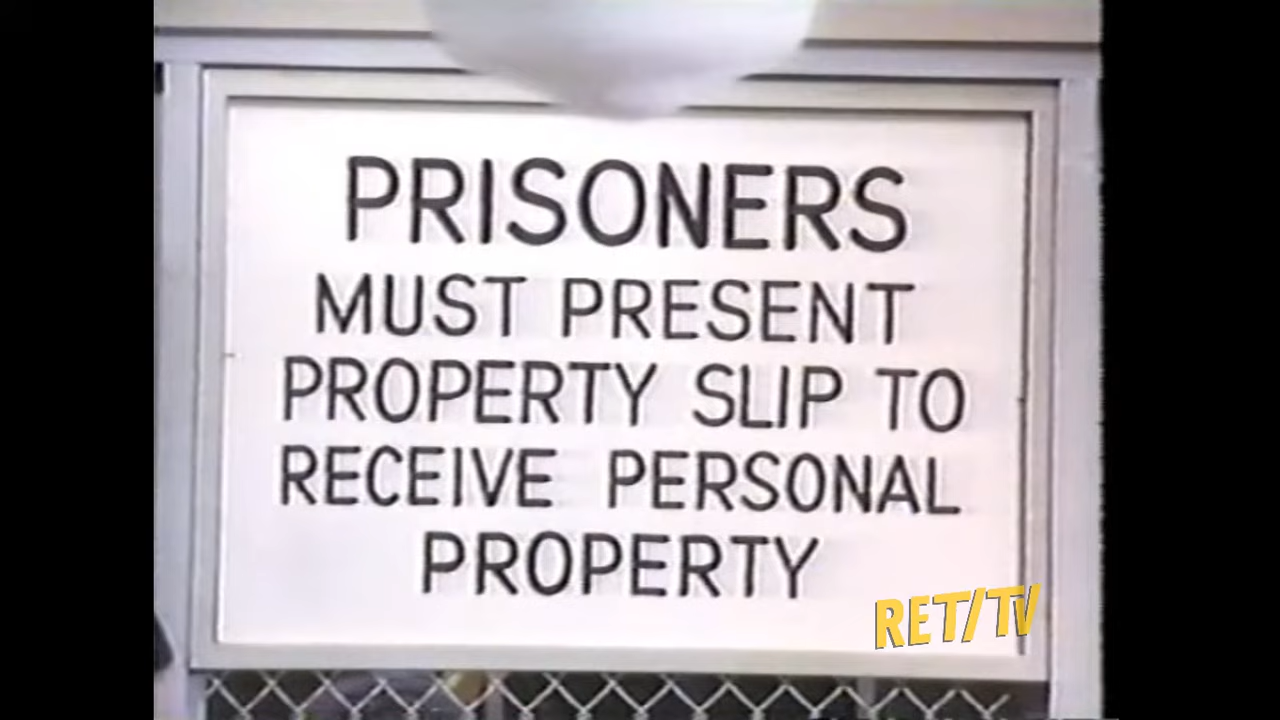 PRISONERS
MUST PRESENT
PROPERTY SLIP TO
RECEIVE PERSONAL
PROPERTY
RET/TV